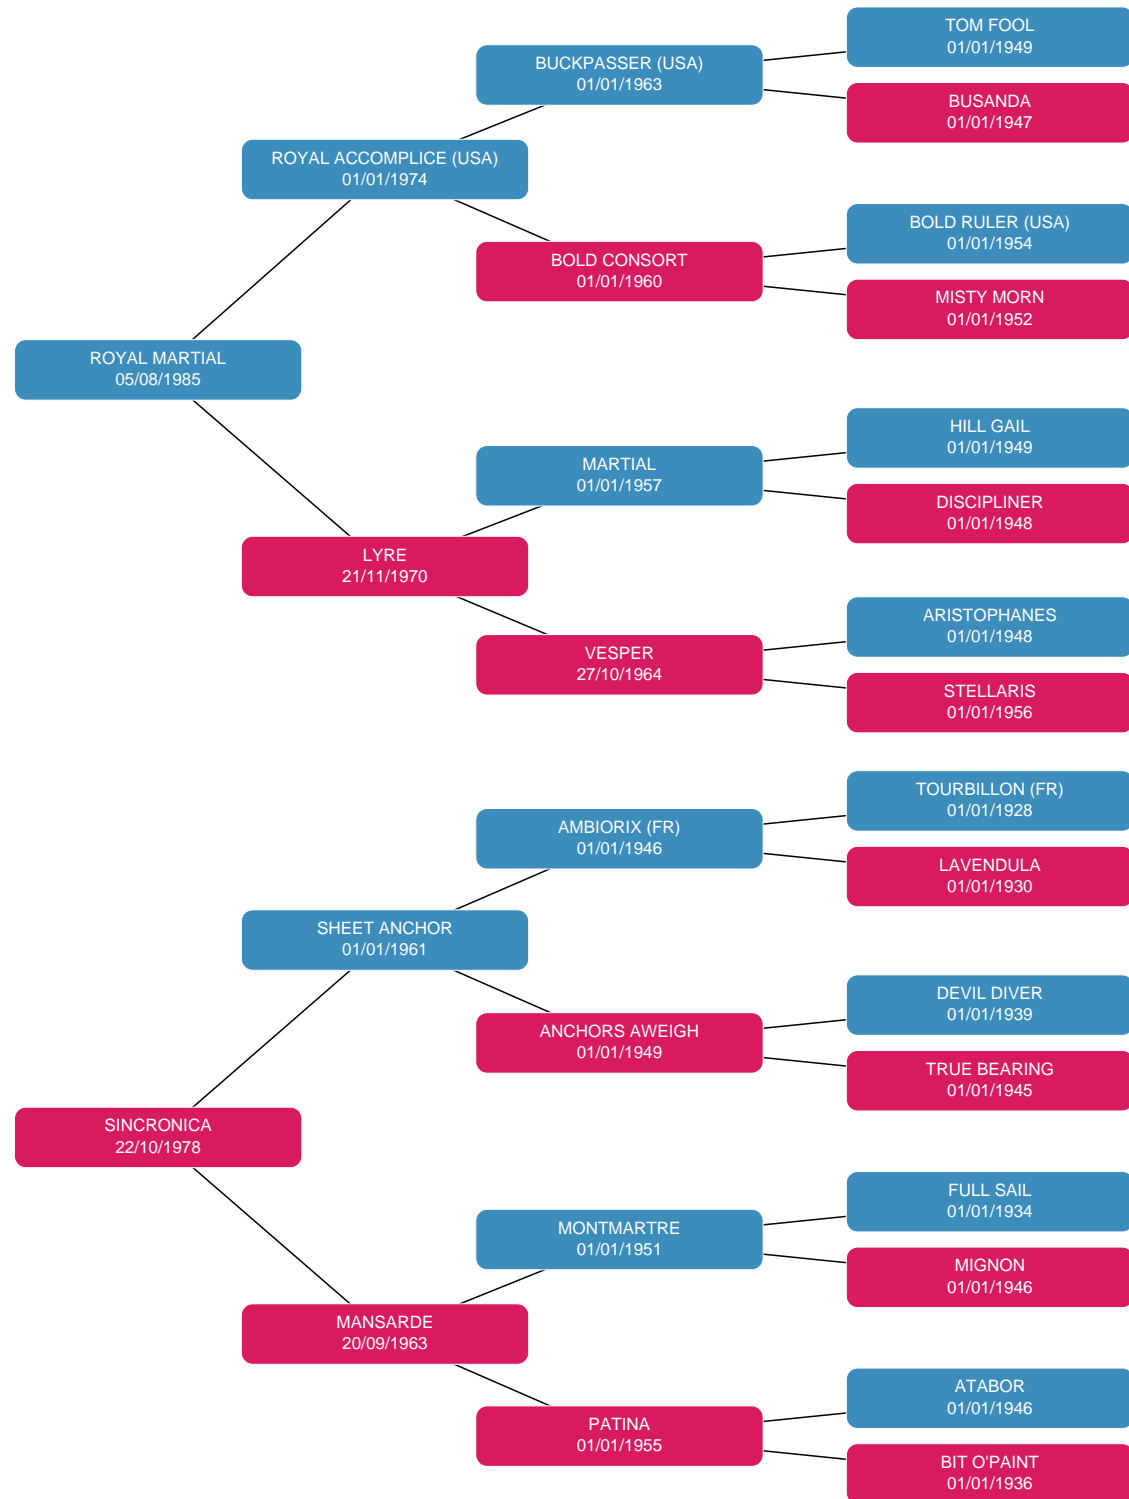 TOM FOOL
01/01/1949
BUCKPASSER (USA)
01/01/1963
BUSANDA
01/01/1947
ROYAL ACCOMPLICE (USA)
01/01/1974
BOLD RULER (USA)
01/01/1954
BOLD CONSORT
01/01/1960
MISTY MORN
01/01/1952
ROYAL MARTIAL
05/08/1985
HILL GAIL
01/01/1949
MARTIAL
01/01/1957
DISCIPLINER
01/01/1948
LYRE
21/11/1970
ARISTOPHANES
01/01/1948
VESPER
27/10/1964
STELLARIS
01/01/1956
TOURBILLON (FR)
01/01/1928
AMBIORIX (FR)
01/01/1946
LAVENDULA
01/01/1930
SHEET ANCHOR
01/01/1961
DEVIL DIVER
01/01/1939
ANCHORS AWEIGH
01/01/1949
TRUE BEARING
01/01/1945
SINCRONICA
22/10/1978
FULL SAIL
01/01/1934
MONTMARTRE
01/01/1951
MIGNON
01/01/1946
MANSARDE
20/09/1963
ATABOR
01/01/1946
PATINA
01/01/1955
BIT O'PAINT
01/01/1936